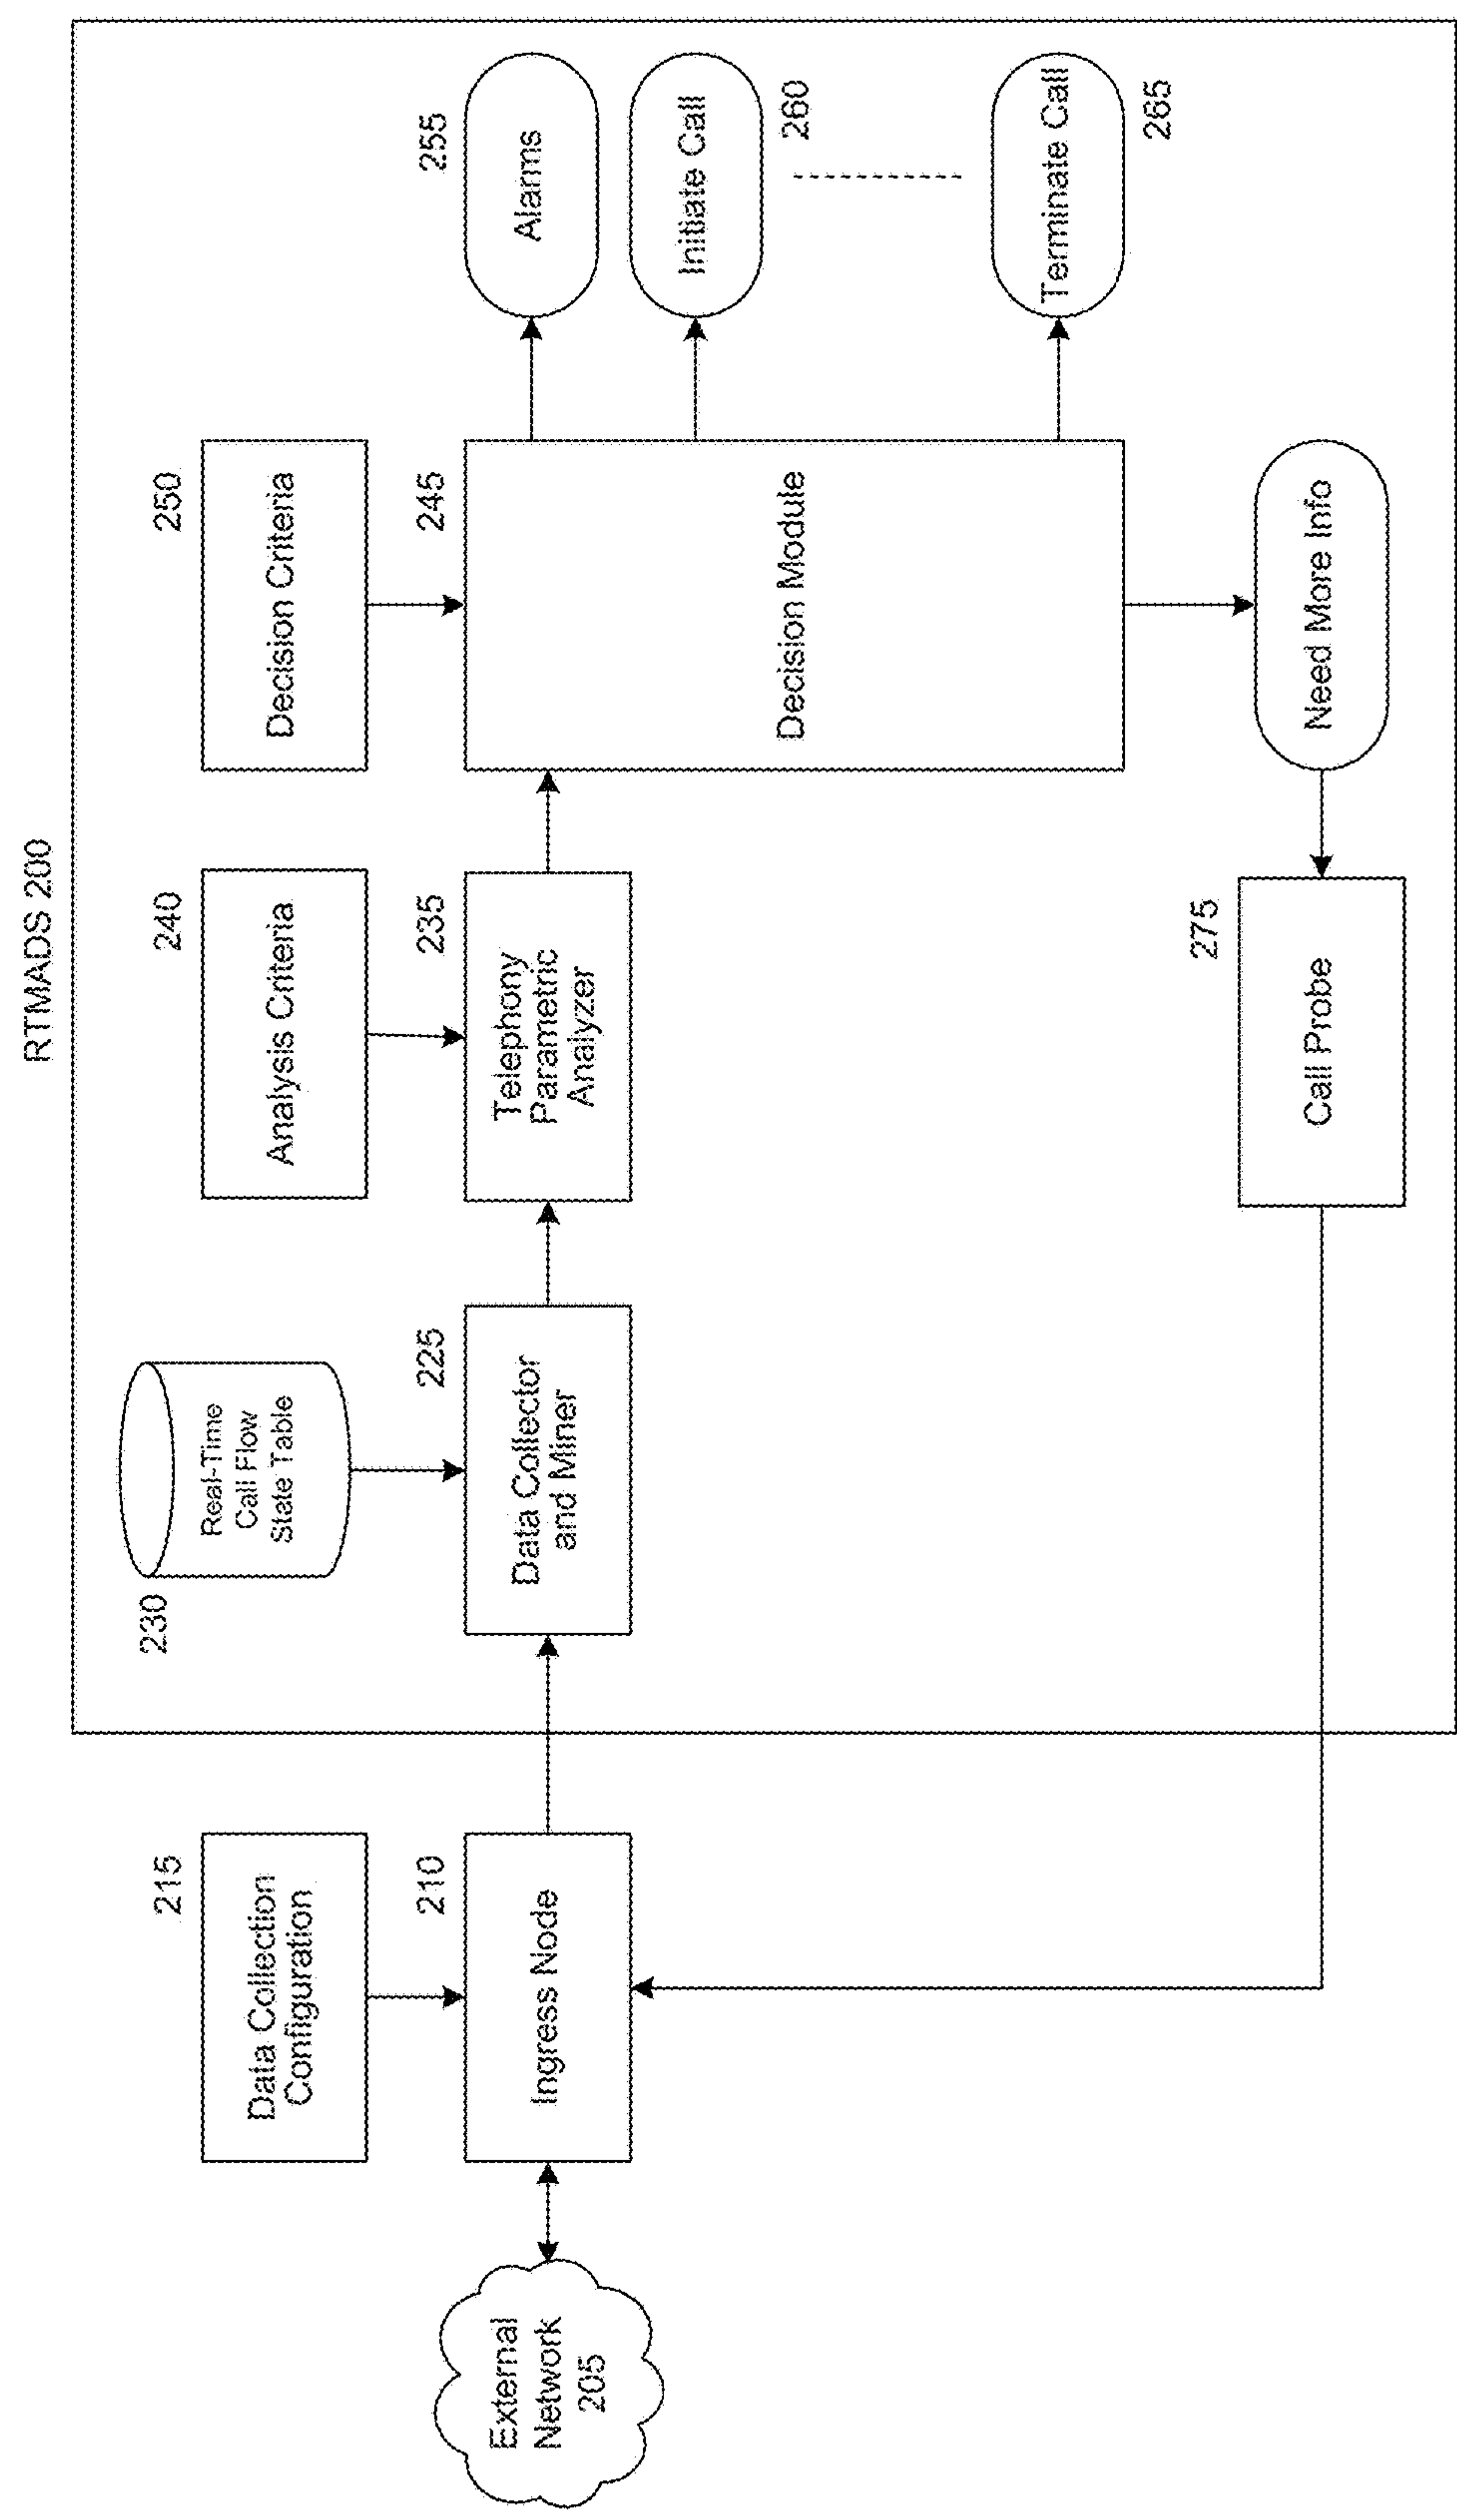 RTMADS 200
External
Network
205
215
Data Collection
Configuration
210
Ingress Node
230
Real-Time
Call Flow
State Table
225
Data Collector
and Miner
240
Analysis Criteria
235
Telephony
Parametric
Analyzer
250
Decision Criteria
245
Decision Module
255
Alarms
Initiate Call
260
Terminate Call
265
Need More Info
275
Call Probe